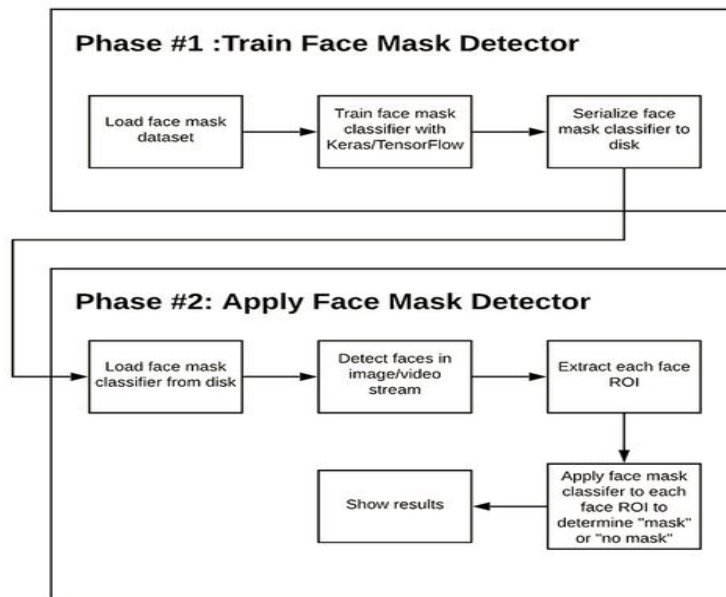 Phase #1 :Train Face Mask Detector
Load face mask
dataset
Train face mask
classifier with
Keras/TensorFlow
Serialize face
mask classifier to
disk
Phase #2: Apply Face Mask Detector
Load face mask
classifier from disk
Detect faces in
image/video
stream
Extract each face
ROI
Show results
Apply face mask
classifer to each
face ROI to
determine "mask"
or "no mask"